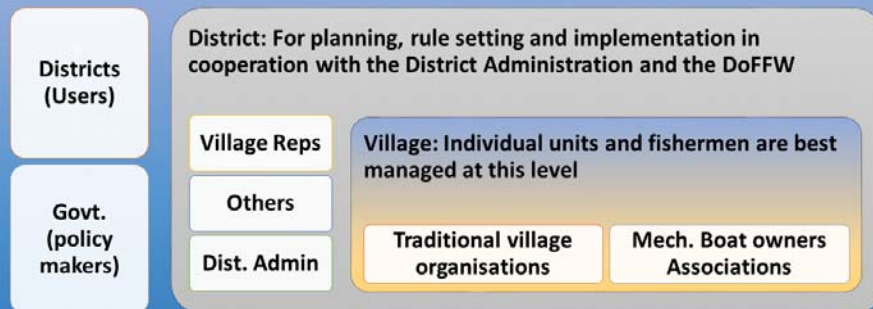 Districts
(Users)
Govt.
(policy
makers)
District: For planning, rule setting and implementation in
cooperation with the District Administration and the DoFFW
Village Reps
Others
Dist. Admin
Village: Individual units and fishermen are best
managed at this level
Traditional village
organisations
Mech. Boat owners
Associations